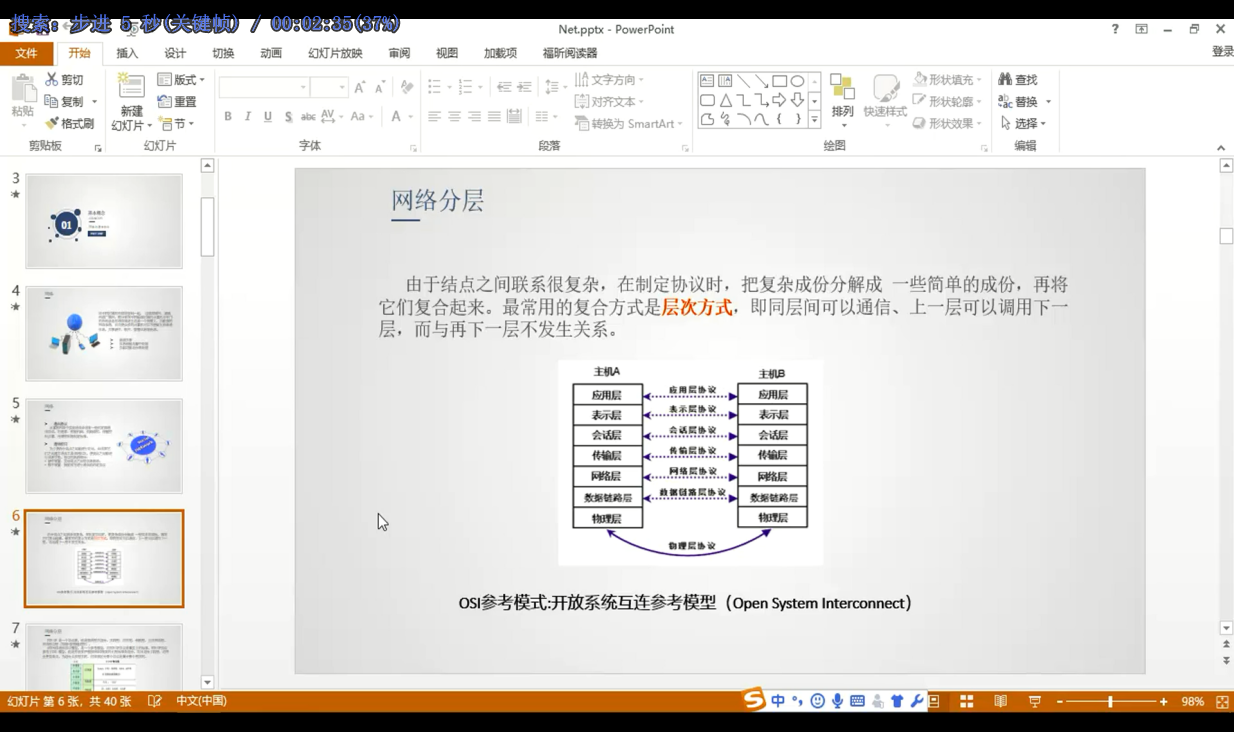 搜索: 步进 5 秒(关键帧) / 00:02:35(37%)
Net.pptx - PowerPoint
登录
文件 开始 插入 设计 切换 动画 幻灯片放映 审阅 视图 加载项 福昕阅读器
粘贴 剪切 复制 格式刷
剪贴板
新建
幻灯片
版式
重置
节
幻灯片
B I U S abc AV Aa A
字体
文字方向
对齐文本
转换为 SmartArt
段落
排列 快速样式
形状填充
形状轮廓
形状效果
绘图
查找
替换
选择
编辑
3
01
4
5
6
7
网络分层
由于结点之间联系很复杂，在制定协议时，把复杂成份分解成 一些简单的成份，再将
它们复合起来。最常用的复合方式是层次方式，即同层间可以通信、上一层可以调用下一
层，而与再下一层不发生关系。
主机A 主机B
应用层 应用层协议 应用层
表示层 表示层协议 表示层
会话层 会话层协议 会话层
传输层 传输层协议 传输层
网络层 网络层协议 网络层
数据链路层 数据链路层协议 数据链路层
物理层 物理层
物理层协议
OSI参考模式:开放系统互连参考模型（Open System Interconnect）
幻灯片 第 6 张，共 40 张 中文(中国) 中 98%